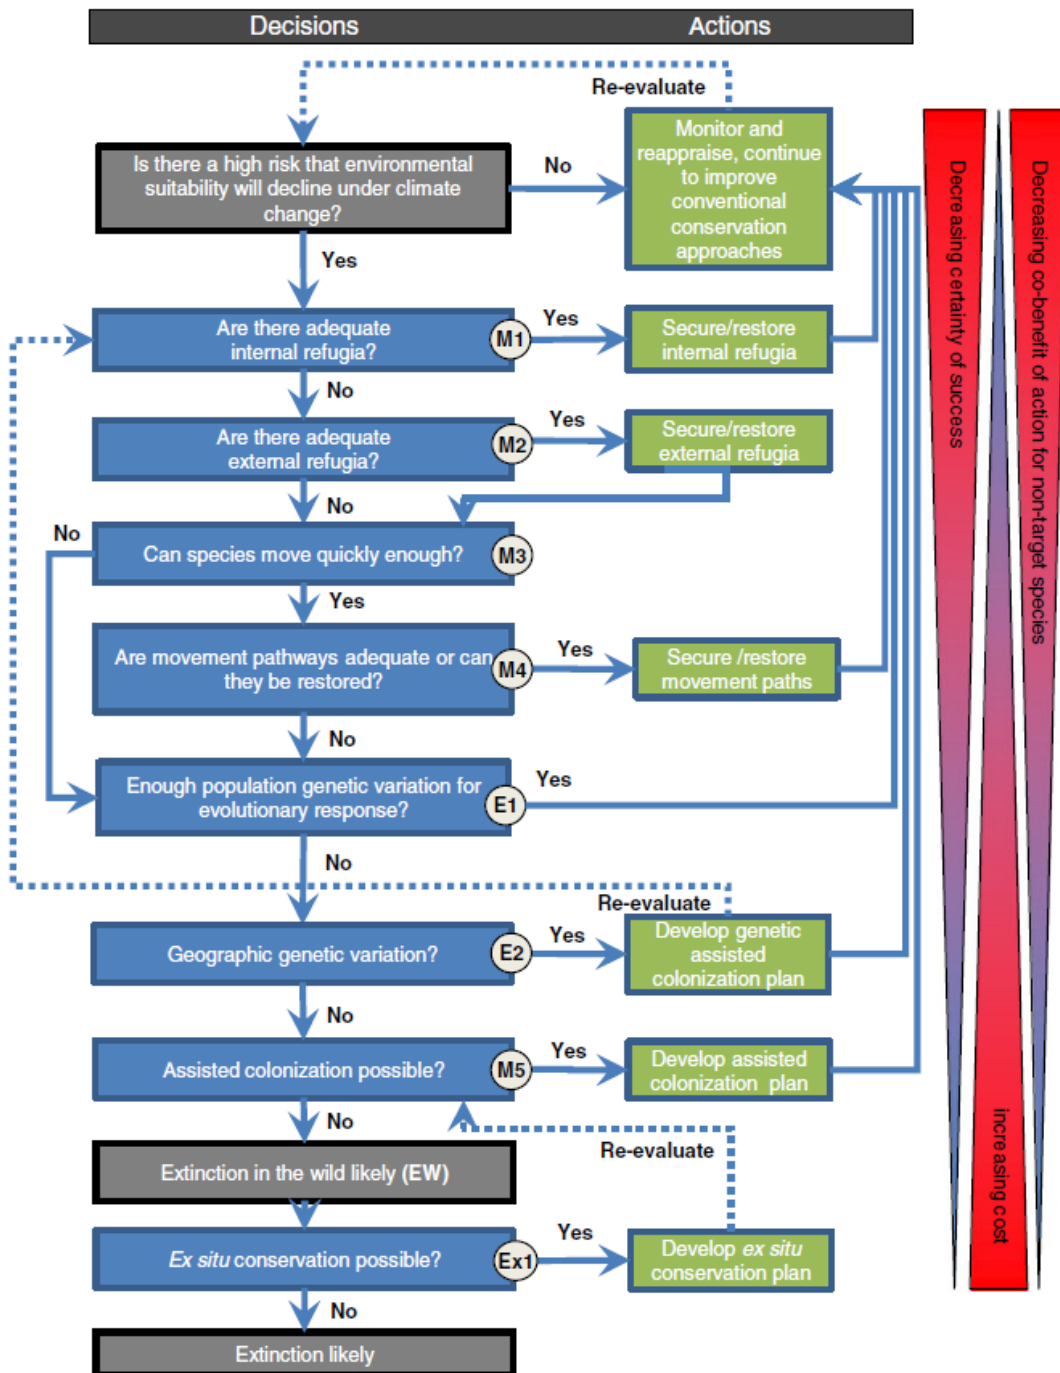 Decisions
Actions
Re-evaluate
Is there a high risk that environmental
suitability will decline under climate
change?
No
Monitor and
reappraise, continue
to improve
conventional
conservation
approaches
Yes
Are there adequate
internal refugia?
M1
Yes
Secure/restore
internal refugia
No
Are there adequate
external refugia?
M2
Yes
Secure/restore
external refugia
No
No
Can species move quickly enough?
M3
Yes
Are movement pathways adequate or can
they be restored?
M4
Yes
Secure /restore
movement paths
No
Enough population genetic variation for
evolutionary response?
E1
Yes
No
Re-evaluate
Geographic genetic variation?
E2
Yes
Develop genetic
assisted
colonization plan
No
Assisted colonization possible?
M5
Yes
Develop assisted
colonization plan
No
Re-evaluate
Extinction in the wild likely (EW)
Ex situ conservation possible?
Ex1
Yes
Develop ex situ
conservation plan
No
Extinction likely
Decreasing certainty of success
increasing cost
Decreasing co-benefit of action for non-target species